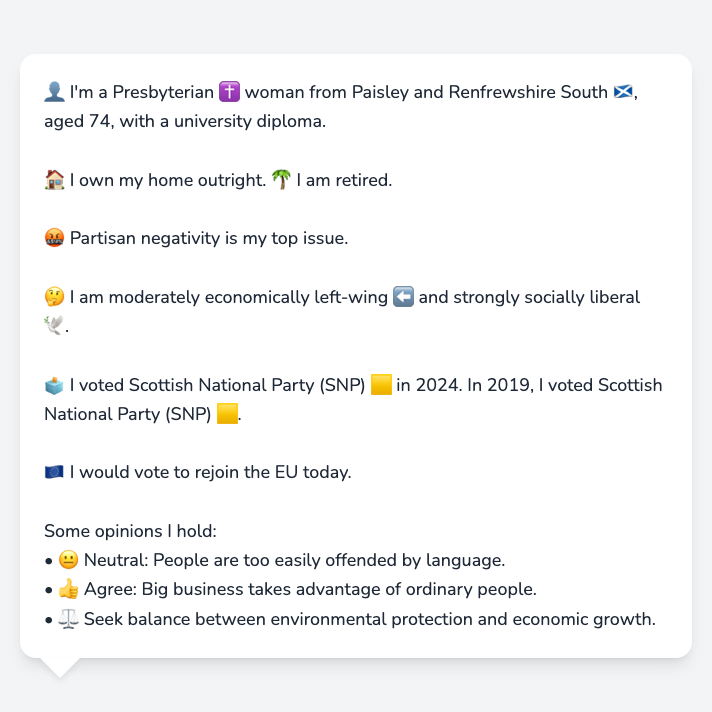 👤 I'm a Presbyterian ✝️ woman from Paisley and Renfrewshire South 🏴󠁧󠁢󠁳󠁣󠁴󠁿,
aged 74, with a university diploma.
🏠 I own my home outright. 🌴 I am retired.
🤬 Partisan negativity is my top issue.
🤔 I am moderately economically left-wing ⬅️ and strongly socially liberal
🕊️.
🗳️ I voted Scottish National Party (SNP) 🟨 in 2024. In 2019, I voted Scottish
National Party (SNP) 🟨.
🇪🇺 I would vote to rejoin the EU today.
Some opinions I hold:
• 😐 Neutral: People are too easily offended by language.
• 👍 Agree: Big business takes advantage of ordinary people.
• ⚖️ Seek balance between environmental protection and economic growth.